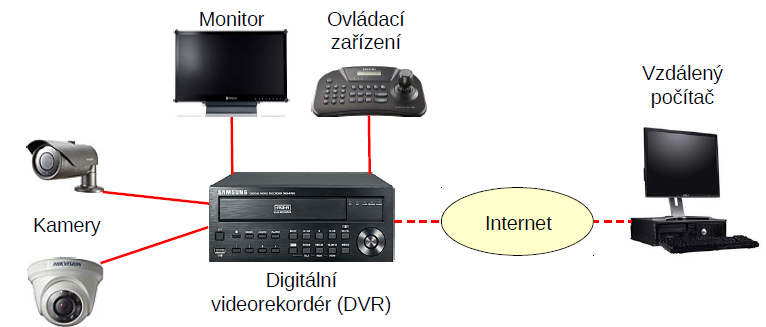 Monitor
Ovládací
zařízení
Vzdálený
počítač
SAMSUNG
Kamery
Internet
HIKVISION
Digitální
videorekordér (DVR)